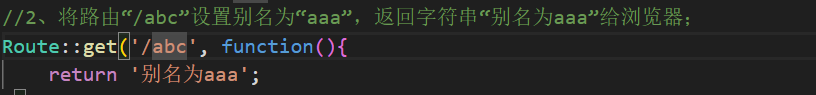 //2、将路由“/abc”设置别名为“aaa”，返回字符串“别名为aaa”给浏览器；
Route::get('/abc', function(){
    return '别名为aaa';